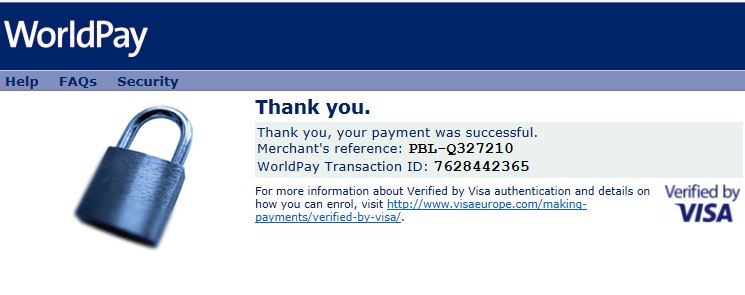 WorldPay
Help FAQs Security
Thank you.
Thank you, your payment was successful.
Merchant's reference: PBL-Q327210
WorldPay Transaction ID: 7628442365
For more information about Verified by Visa authentication and details on
how you can enrol, visit http://www.visaeurope.com/making-
payments/verified-by-visa/.
Verified by
VISA